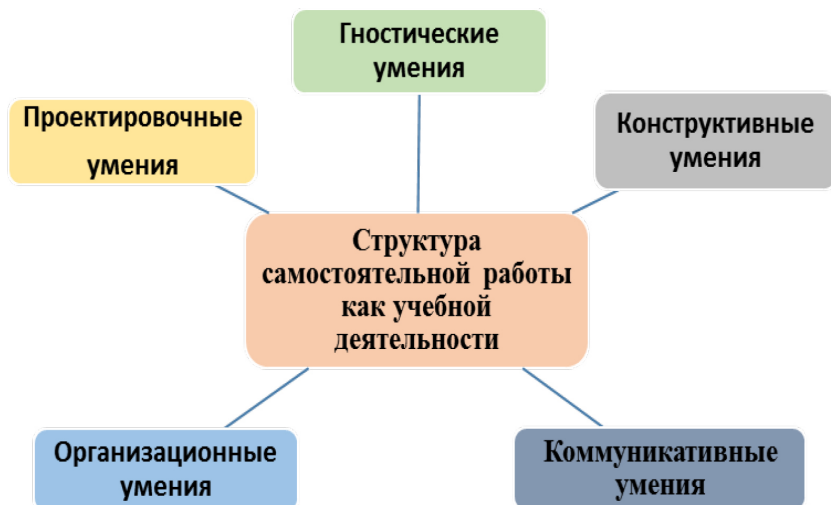 Гностические
умения
Проектировочные
умения
Конструктивные
умения
Структура
самостоятельной работы
как учебной
деятельности
Организационные
умения
Коммуникативные
умения